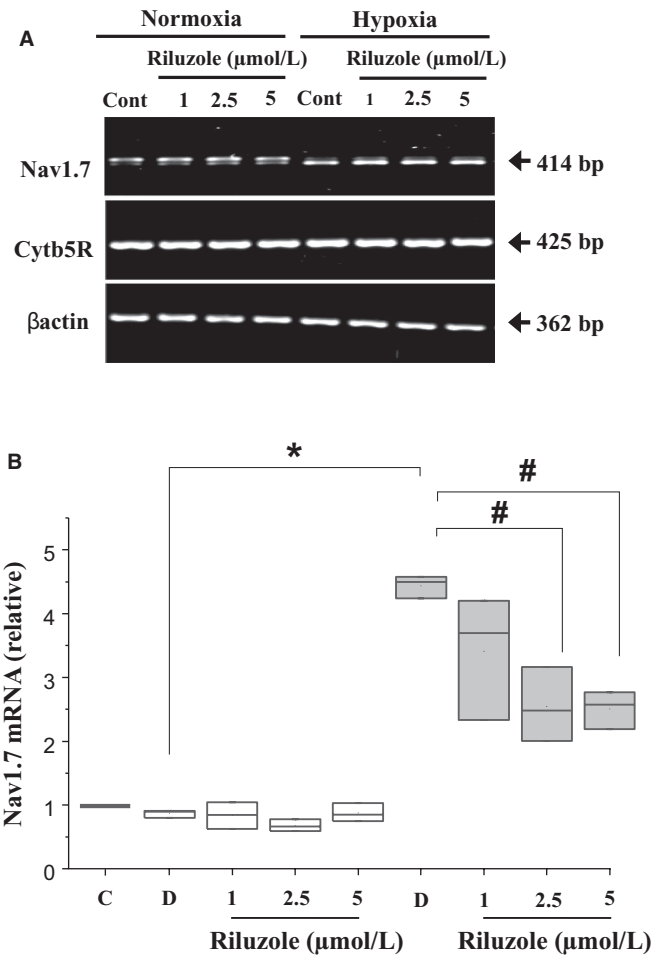 A
Normoxia Hypoxia
Riluzole (µmol/L) Riluzole (µmol/L)
Cont 1 2.5 5 Cont 1 2.5 5
Nav1.7 414 bp
Cytb5R 425 bp
βactin 362 bp
B
*
#
#
Nav1.7 mRNA (relative)
5
4
3
2
1
0
C D 1 2.5 5 D 1 2.5 5
Riluzole (µmol/L) Riluzole (µmol/L)